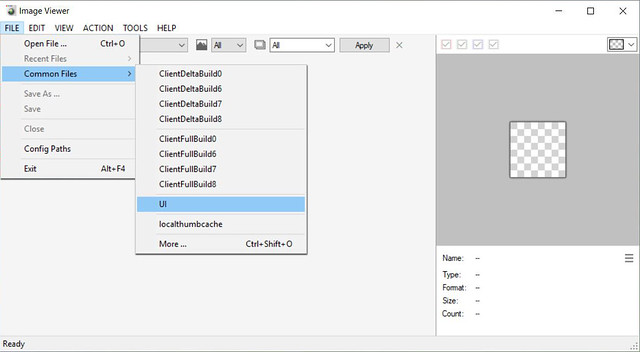 Image Viewer
FILE EDIT VIEW ACTION TOOLS HELP
Open File ... Ctrl+O
Recent Files
Common Files
Save As ...
Save
Close
Config Paths
Exit Alt+F4
All
All
Apply
ClientDeltaBuild0
ClientDeltaBuild6
ClientDeltaBuild7
ClientDeltaBuild8
ClientFullBuild0
ClientFullBuild6
ClientFullBuild7
ClientFullBuild8
UI
localthumbcache
More ... Ctrl+Shift+O
Name: --
Type: --
Format: --
Size: --
Count: --
Ready